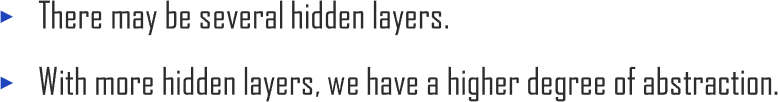 ▸ There may be several hidden layers.
▸ With more hidden layers, we have a higher degree of abstraction.